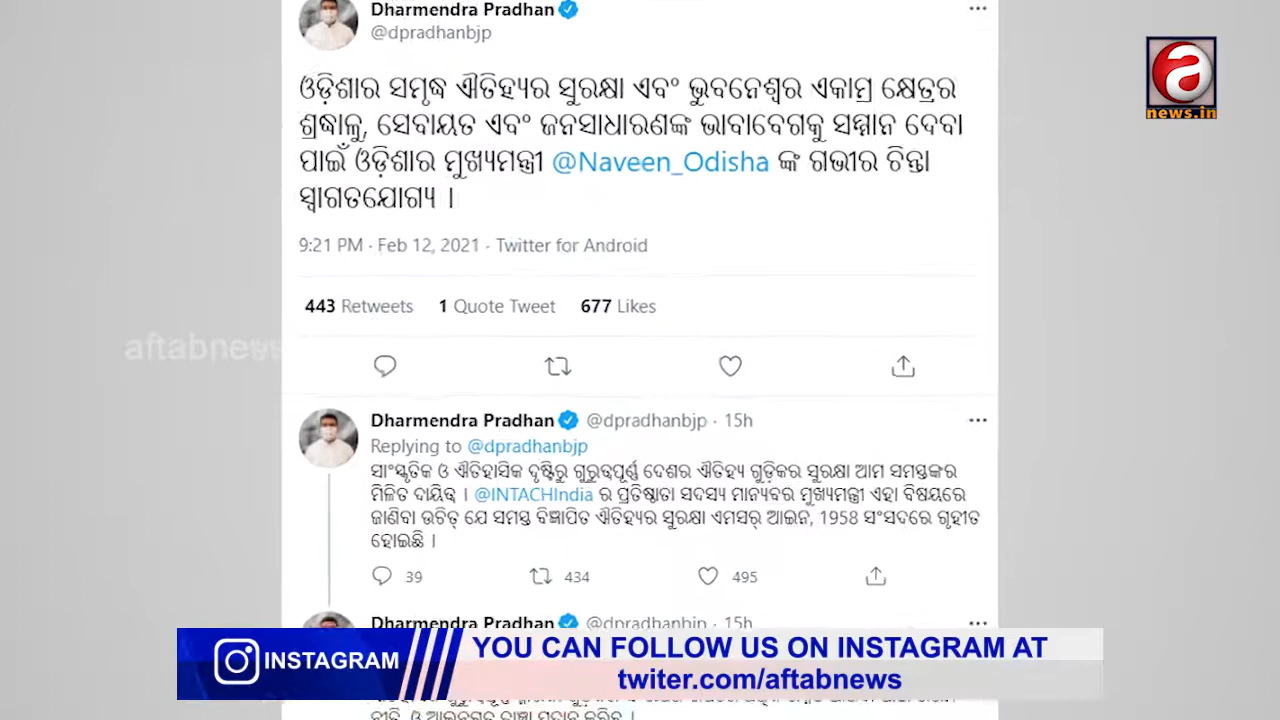 Dharmendra Pradhan
@dpradhanbjp
news.in
ଓଡ଼ିଶାର ସମୃଦ୍ଧ ଐତିହ୍ୟର ସୁରକ୍ଷା ଏବଂ ଭୁବନେଶ୍ୱର ଏକାମ୍ର କ୍ଷେତ୍ରର
ଶ୍ରଦ୍ଧାଳୁ, ସେବାୟତ ଏବଂ ଜନସାଧାରଣଙ୍କ ଭାବାବେଗକୁ ସମ୍ମାନ ଦେବା
ପାଇଁ ଓଡ଼ିଶାର ମୁଖ୍ୟମନ୍ତ୍ରୀ @Naveen_Odisha ଙ୍କ ଗଭୀର ଚିନ୍ତା
ସ୍ୱାଗତଯୋଗ୍ୟ ।
9:21 PM · Feb 12, 2021 · Twitter for Android
443 Retweets 1 Quote Tweet 677 Likes
aftabnews
Dharmendra Pradhan @dpradhanbjp · 15h
Replying to @dpradhanbjp
ସାଂସ୍କୃତିକ ଓ ଐତିହାସିକ ଦୃଷ୍ଟିରୁ ଗୁରୁତ୍ୱପୂର୍ଣ୍ଣ ଦେଶର ଐତିହ୍ୟ ଗୁଡ଼ିକର ସୁରକ୍ଷା ଆମ ସମସ୍ତଙ୍କର
ମିଳିତ ଦାୟିତ୍ୱ । @INTACHIndia ର ପ୍ରତିଷ୍ଠାତା ସଦସ୍ୟ ମାନ୍ୟବର ମୁଖ୍ୟମନ୍ତ୍ରୀ ଏହା ବିଷୟରେ
ଜାଣିବା ଉଚିତ୍ ଯେ ସମସ୍ତ ବିଜ୍ଞାପିତ ଐତିହ୍ୟର ସୁରକ୍ଷା ଏମସର୍ ଆଇନ, 1958 ସଂସଦରେ ଗୃହୀତ
ହୋଇଛି ।
39 434 495
Dharmendra Pradhan @dpradhanbjp · 15h
INSTAGRAM
YOU CAN FOLLOW US ON INSTAGRAM AT
twiter.com/aftabnews